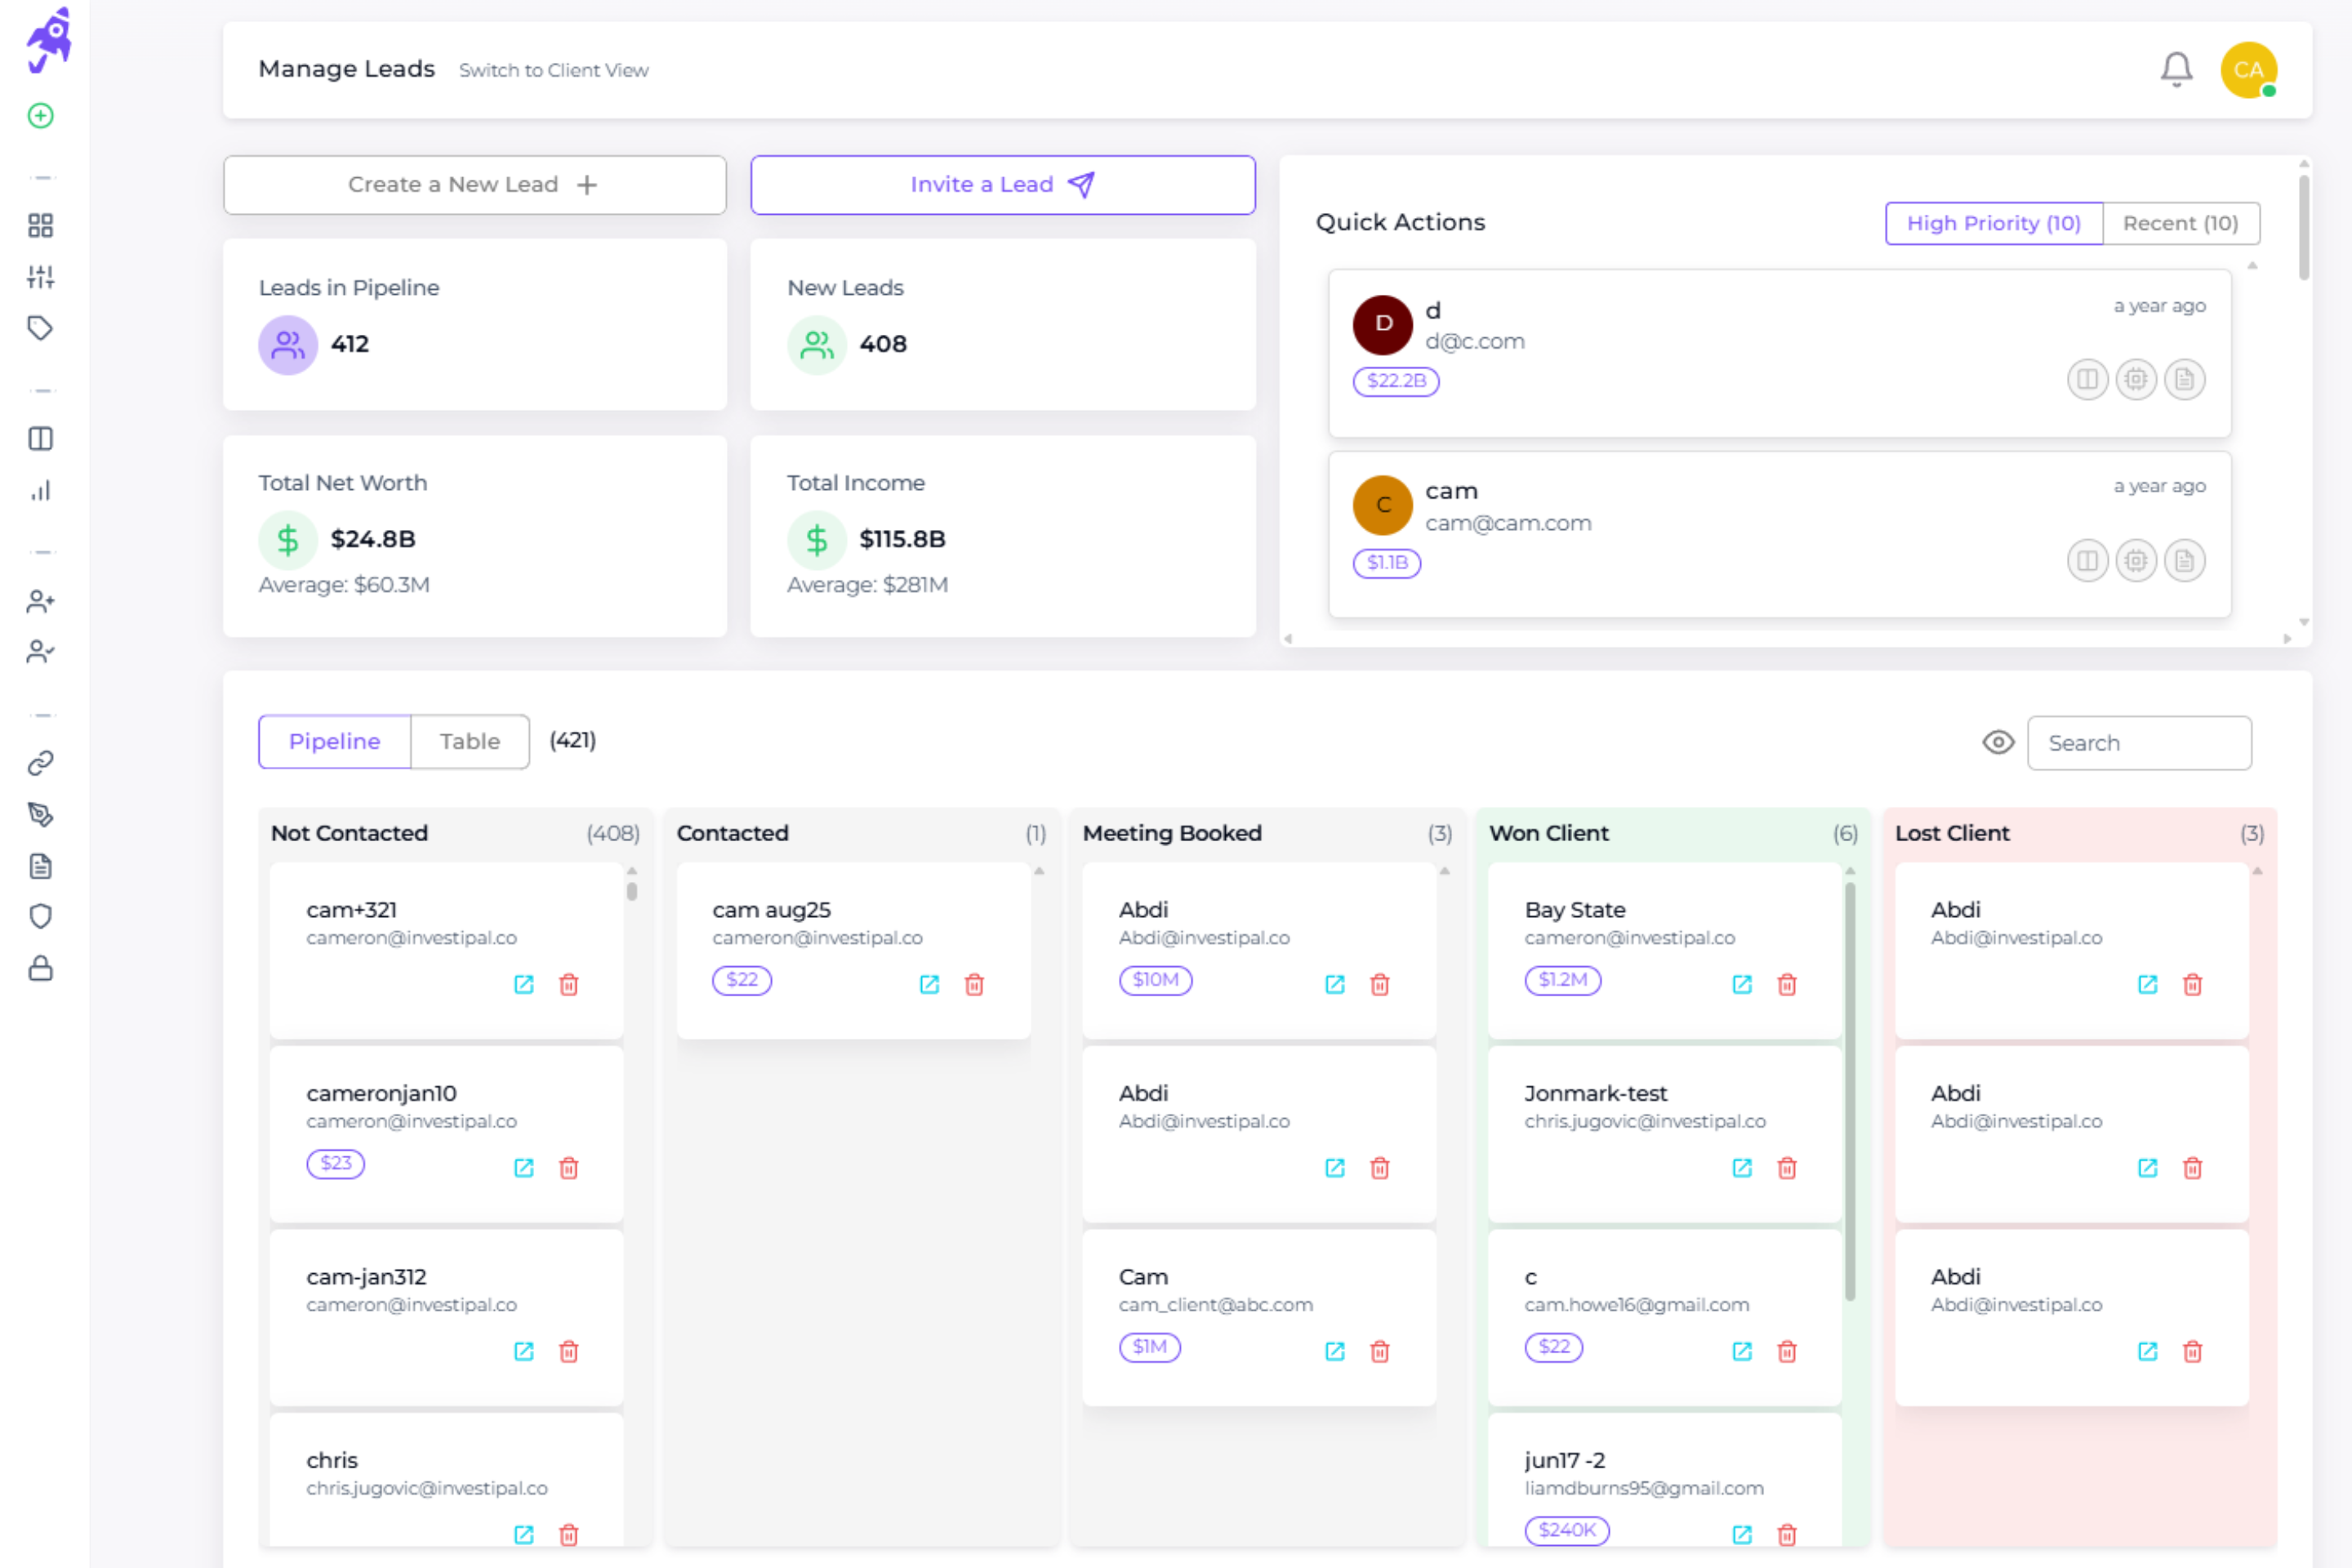 Manage Leads Switch to Client View
CA
Create a New Lead
Invite a Lead
Leads in Pipeline
412
New Leads
408
Total Net Worth
$24.8B
Average: $60.3M
Total Income
$115.8B
Average: $281M
Quick Actions
High Priority (10) Recent (10)
D
d
d@c.com
$22.2B
a year ago
C
cam
cam@cam.com
$1.1B
a year ago
Pipeline Table (421)
Search
Not Contacted (408)
cam+321
cameron@investipal.co
cameronjan10
cameron@investipal.co
$23
cam-jan312
cameron@investipal.co
chris
chris.jugovic@investipal.co
Contacted (1)
cam aug25
cameron@investipal.co
$22
Meeting Booked (3)
Abdi
Abdi@investipal.co
$10M
Abdi
Abdi@investipal.co
Cam
cam_client@abc.com
$1M
Won Client (6)
Bay State
cameron@investipal.co
$1.2M
Jonmark-test
chris.jugovic@investipal.co
c
cam.howe16@gmail.com
$22
jun17 -2
liamdburns95@gmail.com
$240K
Lost Client (3)
Abdi
Abdi@investipal.co
Abdi
Abdi@investipal.co
Abdi
Abdi@investipal.co